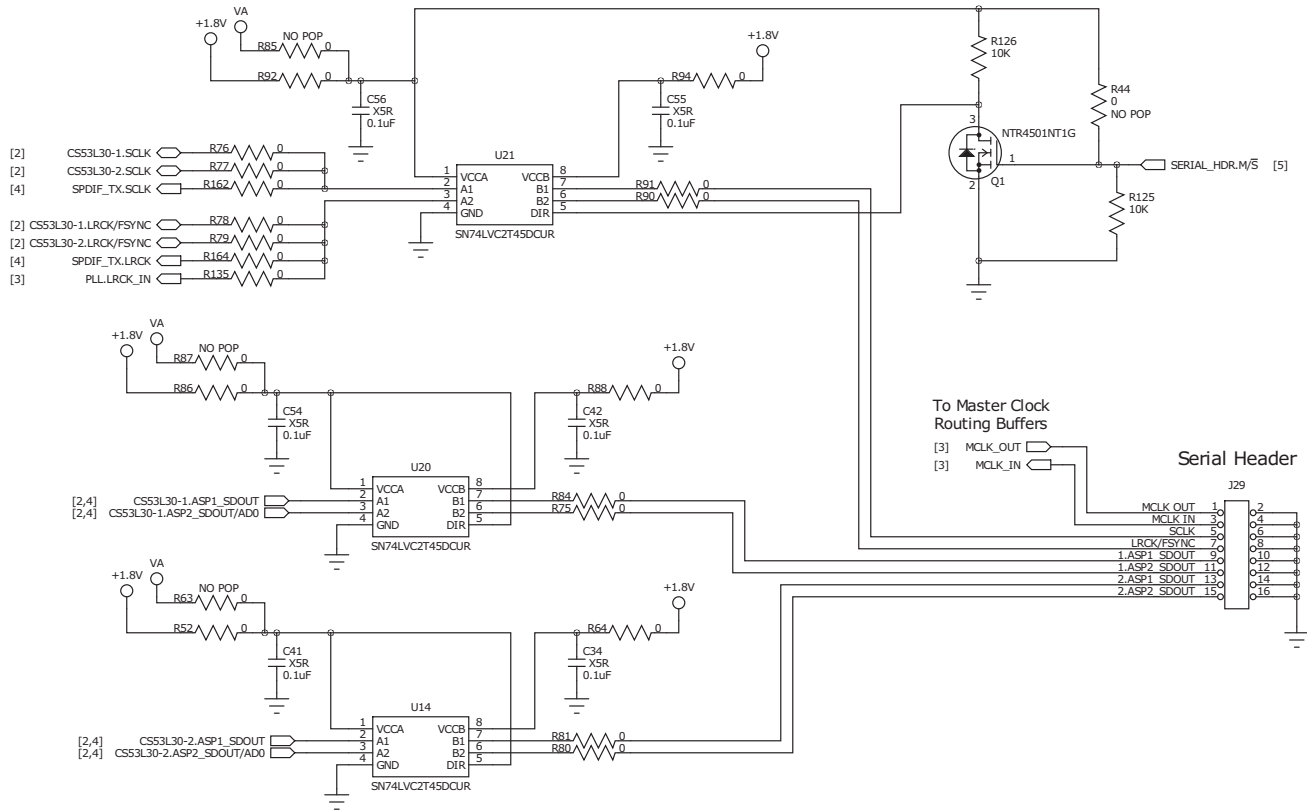 +1.8V
VA
R85 NO POP 0
R92 0
C56
X5R
0.1uF
+1.8V
R94 0
C55
X5R
0.1uF
R126
10K
R44
0
NO POP
NTR4501NT1G
3
1
2
Q1
SERIAL_HDR.M/S̅ [5]
R125
10K
[2] CS53L30-1.SCLK R76 0
[2] CS53L30-2.SCLK R77 0
[4] SPDIF_TX.SCLK R162 0
[2] CS53L30-1.LRCK/FSYNC R78 0
[2] CS53L30-2.LRCK/FSYNC R79 0
[4] SPDIF_TX.LRCK R164 0
[3] PLL.LRCK_IN R135 0
U21
1 VCCA VCCB 8
2 A1 B1 7
3 A2 B2 6
4 GND DIR 5
SN74LVC2T45DCUR
R91 0
R90 0
+1.8V
VA
R87 NO POP 0
R86 0
C54
X5R
0.1uF
+1.8V
R88 0
C42
X5R
0.1uF
U20
1 VCCA VCCB 8
2 A1 B1 7
3 A2 B2 6
4 GND DIR 5
SN74LVC2T45DCUR
[2,4] CS53L30-1.ASP1_SDOUT
[2,4] CS53L30-1.ASP2_SDOUT/AD0
R84 0
R75 0
To Master Clock
Routing Buffers
[3] MCLK_OUT
[3] MCLK_IN
Serial Header
J29
MCLK OUT 1 2
MCLK IN 3 4
SCLK 5 6
LRCK/FSYNC 7 8
1.ASP1 SDOUT 9 10
1.ASP2 SDOUT 11 12
2.ASP1 SDOUT 13 14
2.ASP2 SDOUT 15 16
+1.8V
VA
R63 NO POP 0
R52 0
C41
X5R
0.1uF
+1.8V
R64 0
C34
X5R
0.1uF
U14
1 VCCA VCCB 8
2 A1 B1 7
3 A2 B2 6
4 GND DIR 5
SN74LVC2T45DCUR
[2,4] CS53L30-2.ASP1_SDOUT
[2,4] CS53L30-2.ASP2_SDOUT/AD0
R81 0
R80 0